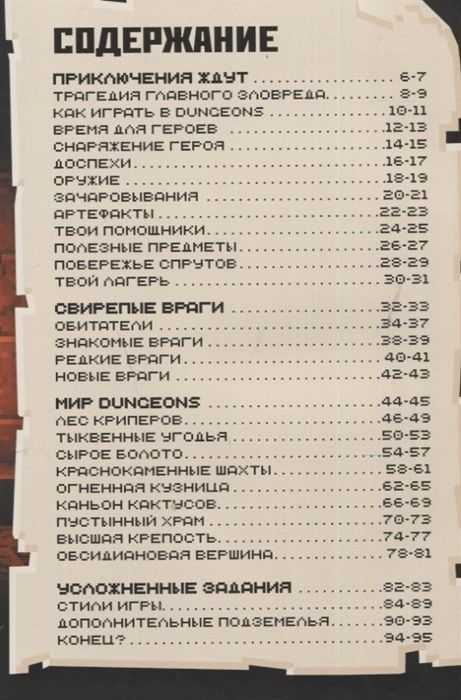 СОДЕРЖАНИЕ
ПРИКЛЮЧЕНИЯ ЖДУТ ................ 6-7
ТРАГЕДИЯ ГЛАВНОГО ЗЛОВРЕДА......... 8-9
КАК ИГРАТЬ В DUNGEONS ..............10-11
ВРЕМЯ ДЛЯ ГЕРОЕВ ...................12-13
СНАРЯЖЕНИЕ ГЕРОЯ ..................14-15
ДОСПЕХИ.............................16-17
ОРУЖИЕ .............................18-19
ЗАЧАРОВЫВАНИЯ .....................20-21
АРТЕФАКТЫ ..........................22-23
ТВОИ ПОМОЩНИКИ....................24-25
ПОЛЕЗНЫЕ ПРЕДМЕТЫ................26-27
ПОБЕРЕЖЬЕ СПРУТОВ................28-29
ТВОЙ ЛАГЕРЬ ........................30-31
СВИРЕПЫЕ ВРАГИ ....................32-33
ОБИТАТЕЛИ ..........................34-37
ЗНАКОМЫЕ ВРАГИ ....................38-39
РЕДКИЕ ВРАГИ.......................40-41
НОВЫЕ ВРАГИ ........................42-43
МИР DUNGEONS ......................44-45
ЛЕС КРИПЕРОВ.......................46-49
ТЫКВЕННЫЕ УГОДЬЯ..................50-53
СЫРОЕ БОЛОТО.......................54-57
КРАСНОКАМЕННЫЕ ШАХТЫ............58-61
ОГНЕННАЯ КУЗНИЦА..................62-65
КАНЬОН КАКТУСОВ...................66-69
ПУСТЫННЫЙ ХРАМ ...................70-73
ВЫСШАЯ КРЕПОСТЬ..................74-77
ОБСИДИАНОВАЯ ВЕРШИНА............78-81
УСЛОЖНЕННЫЕ ЗАДАНИЯ ............82-83
СТИЛИ ИГРЫ.........................84-89
ДОПОЛНИТЕЛЬНЫЕ ПОДЗЕМЕЛЬЯ......90-93
КОНЕЦ? .............................94-95